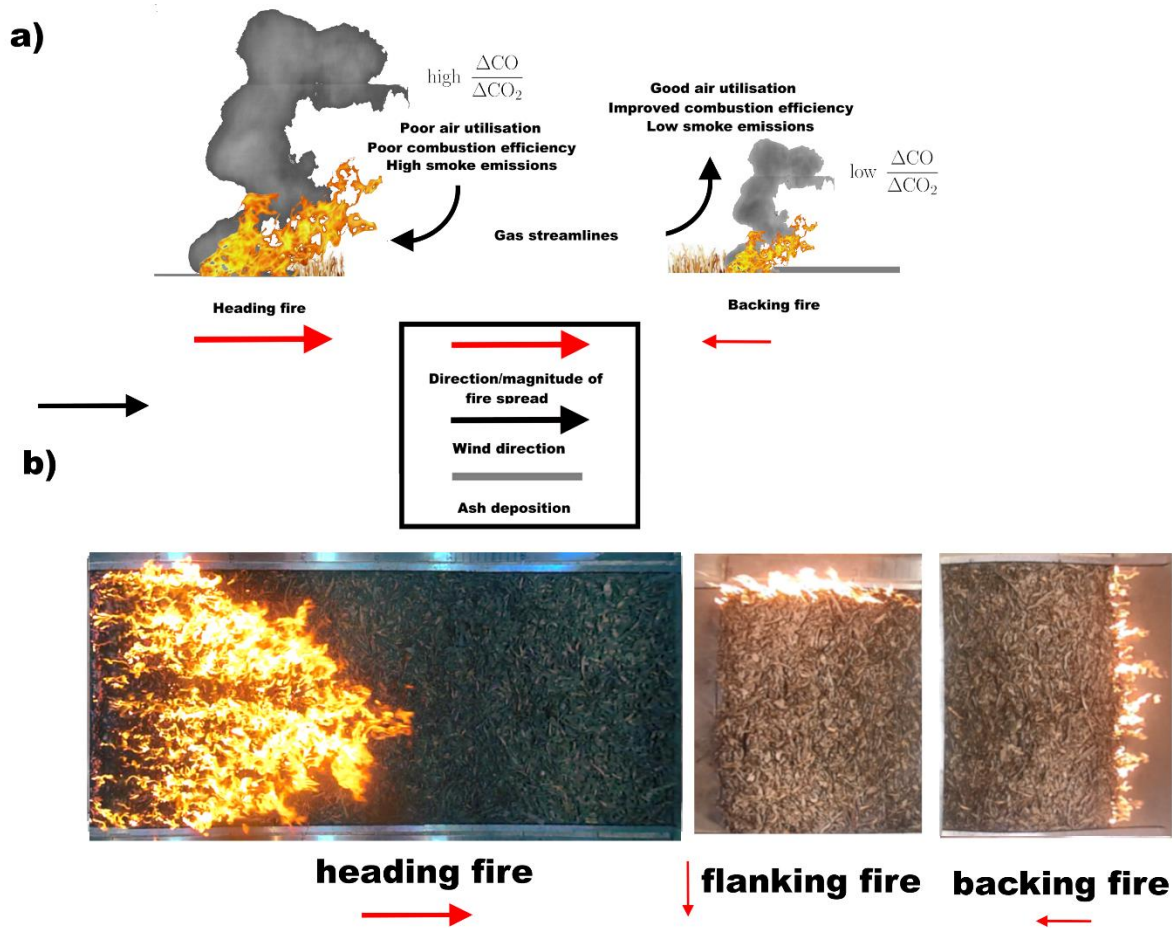 a)
high ΔCO/ΔCO₂
Poor air utilisation
Poor combustion efficiency
High smoke emissions
Good air utilisation
Improved combustion efficiency
Low smoke emissions
low ΔCO/ΔCO₂
Gas streamlines
Heading fire
Backing fire
Direction/magnitude of
fire spread
Wind direction
Ash deposition
b)
heading fire
flanking fire
backing fire